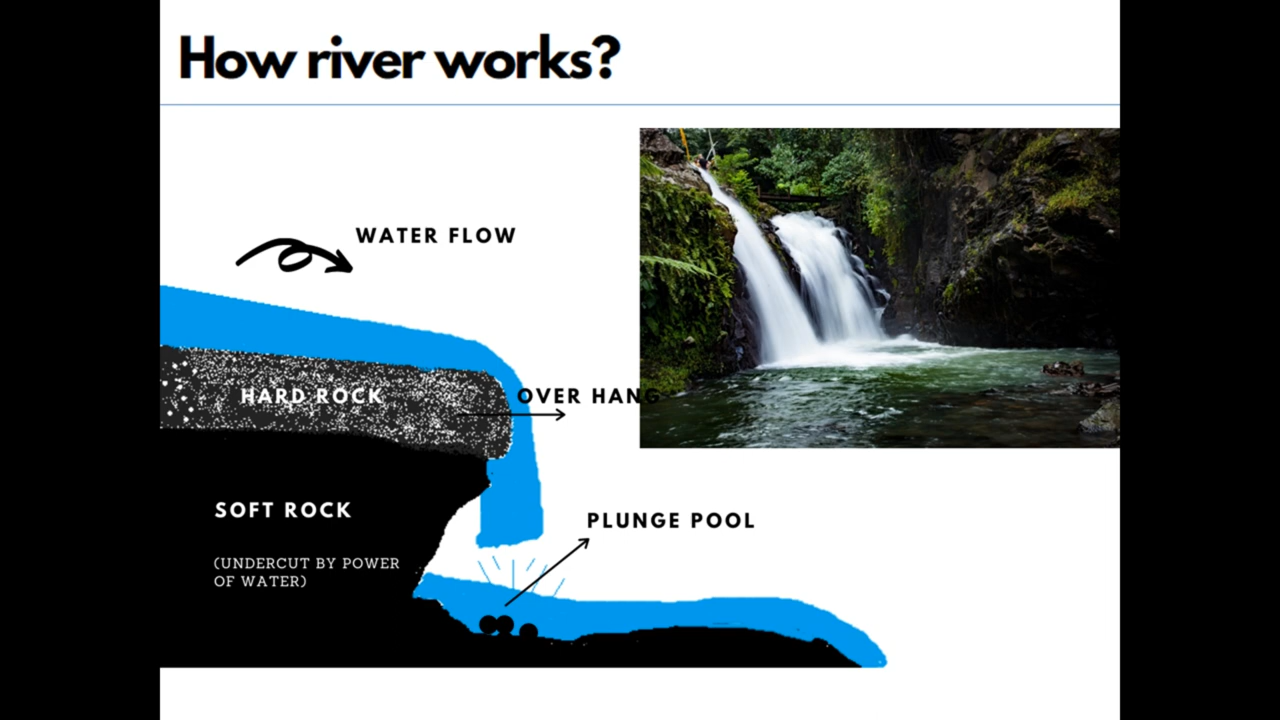 How river works?
WATER FLOW
HARD ROCK
OVER HANG
SOFT ROCK
PLUNGE POOL
(UNDERCUT BY POWER
OF WATER)